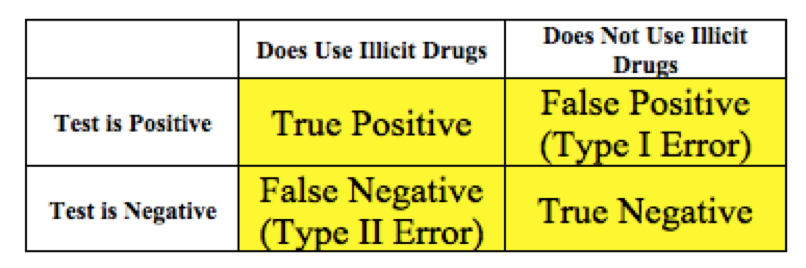 Does Use Illicit Drugs
Does Not Use Illicit
Drugs
Test is Positive
True Positive
False Positive
(Type I Error)
Test is Negative
False Negative
(Type II Error)
True Negative